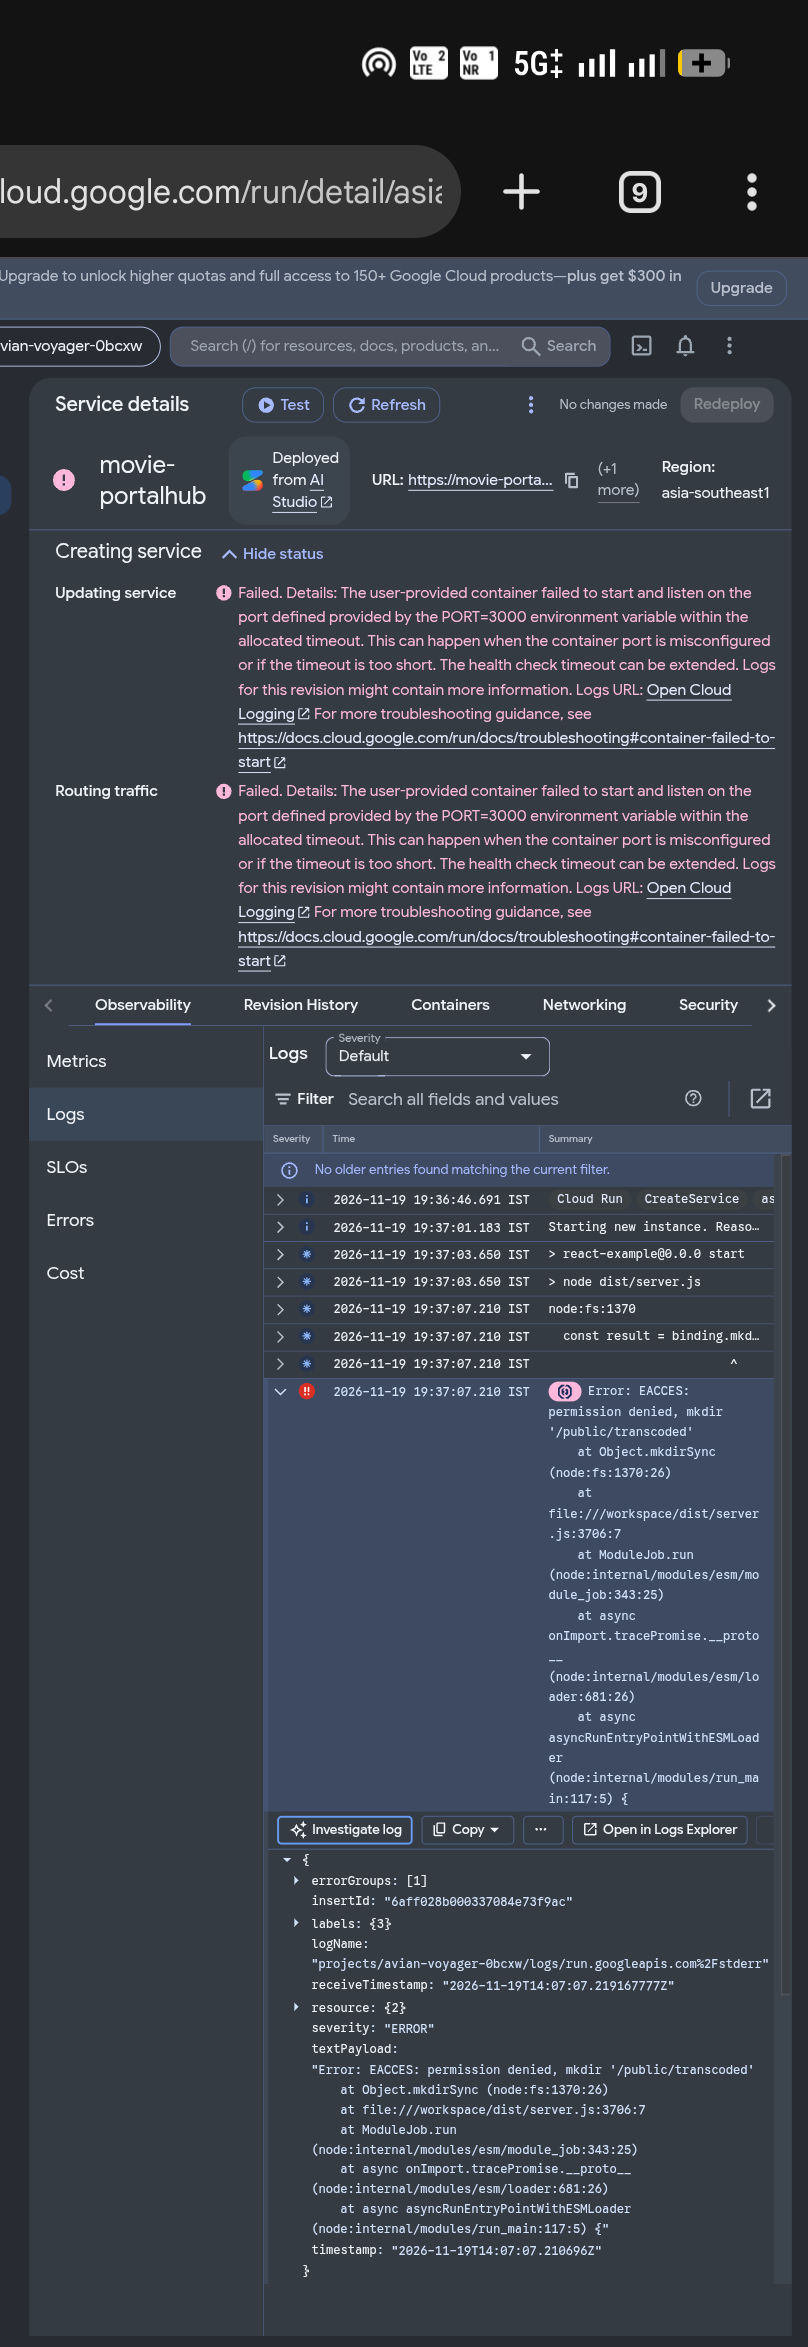 Vo 2
LTE
Vo 1
NR
5G
loud.google.com/run/detail/asia
9
Upgrade to unlock higher quotas and full access to 150+ Google Cloud products—plus get $300 in
Upgrade
vian-voyager-0bcxw
Search (/) for resources, docs, products, an...
Search
Service details
Test
Refresh
No changes made
Redeploy
movie-
portalhub
Deployed
from AI
Studio
URL: https://movie-porta...
(+1
more)
Region:
asia-southeast1
Creating service
Hide status
Updating service
Failed. Details: The user-provided container failed to start and listen on the
port defined provided by the PORT=3000 environment variable within the
allocated timeout. This can happen when the container port is misconfigured
or if the timeout is too short. The health check timeout can be extended. Logs
for this revision might contain more information. Logs URL: Open Cloud
Logging For more troubleshooting guidance, see
https://docs.cloud.google.com/run/docs/troubleshooting#container-failed-to-
start
Routing traffic
Failed. Details: The user-provided container failed to start and listen on the
port defined provided by the PORT=3000 environment variable within the
allocated timeout. This can happen when the container port is misconfigured
or if the timeout is too short. The health check timeout can be extended. Logs
for this revision might contain more information. Logs URL: Open Cloud
Logging For more troubleshooting guidance, see
https://docs.cloud.google.com/run/docs/troubleshooting#container-failed-to-
start
Observability
Revision History
Containers
Networking
Security
Metrics
Logs
SLOs
Errors
Cost
Logs
Severity
Default
Filter
Search all fields and values
Severity
Time
Summary
No older entries found matching the current filter.
2026-11-19 19:36:46.691 IST Cloud Run CreateService as
2026-11-19 19:37:01.183 IST Starting new instance. Reaso…
2026-11-19 19:37:03.650 IST > react-example@0.0.0 start
2026-11-19 19:37:03.650 IST > node dist/server.js
2026-11-19 19:37:07.210 IST node:fs:1370
2026-11-19 19:37:07.210 IST const result = binding.mkd…
2026-11-19 19:37:07.210 IST ^
2026-11-19 19:37:07.210 IST Error: EACCES:
permission denied, mkdir
'/public/transcoded'
at Object.mkdirSync
(node:fs:1370:26)
at
file:///workspace/dist/server
.js:3706:7
at ModuleJob.run
(node:internal/modules/esm/mo
dule_job:343:25)
at async
onImport.tracePromise.__proto
__
(node:internal/modules/esm/lo
ader:681:26)
at async
asyncRunEntryPointWithESMLoad
er
(node:internal/modules/run_ma
in:117:5) {
Investigate log
Copy
...
Open in Logs Explorer
{
errorGroups: [1]
insertId: "6aff028b000337084e73f9ac"
labels: {3}
logName:
"projects/avian-voyager-0bcxw/logs/run.googleapis.com%2Fstderr"
receiveTimestamp: "2026-11-19T14:07:07.219167777Z"
resource: {2}
severity: "ERROR"
textPayload:
"Error: EACCES: permission denied, mkdir '/public/transcoded'
at Object.mkdirSync (node:fs:1370:26)
at file:///workspace/dist/server.js:3706:7
at ModuleJob.run
(node:internal/modules/esm/module_job:343:25)
at async onImport.tracePromise.__proto__
(node:internal/modules/esm/loader:681:26)
at async asyncRunEntryPointWithESMLoader
(node:internal/modules/run_main:117:5) {"
timestamp: "2026-11-19T14:07:07.210696Z"
}